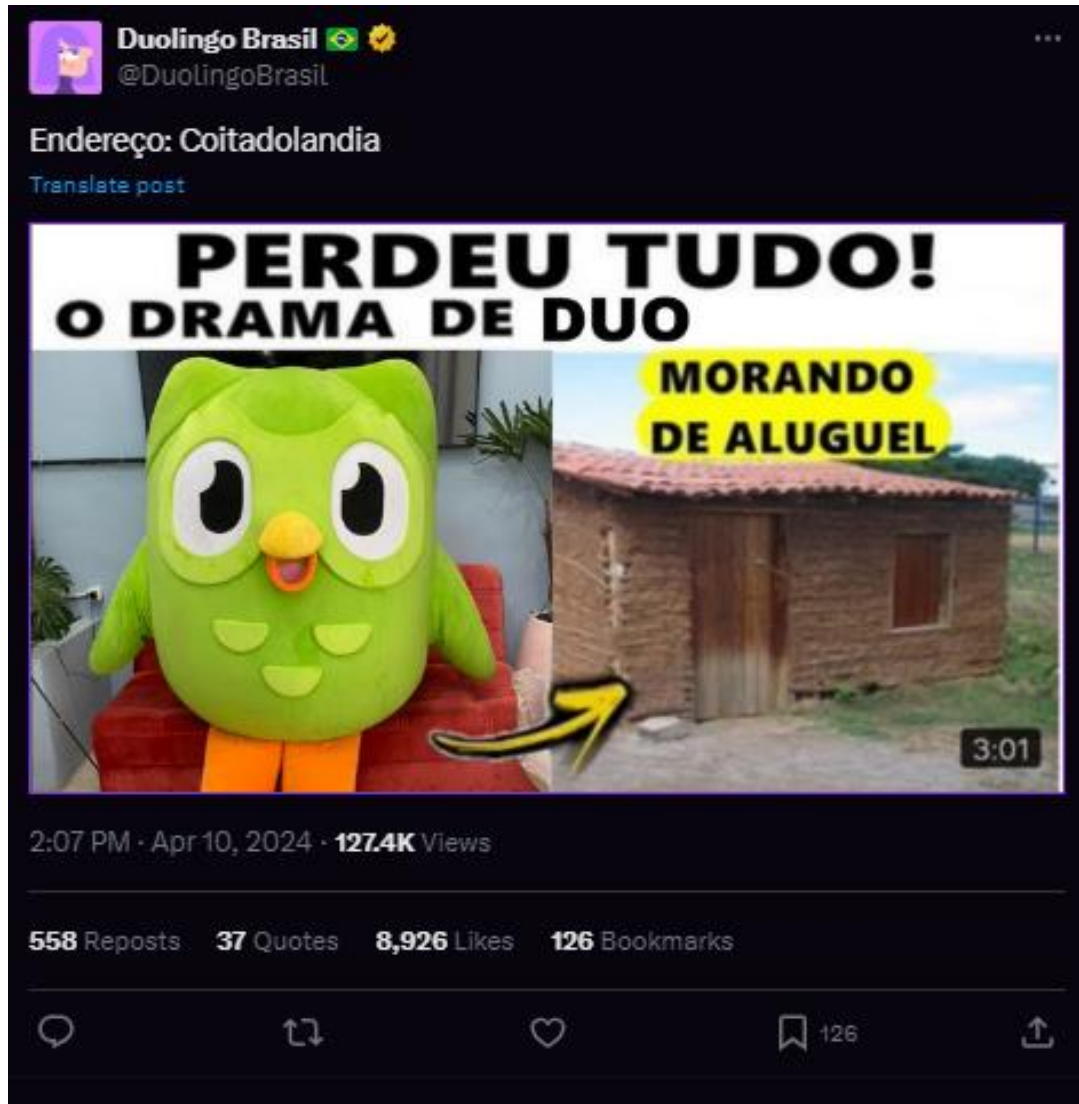 Duolingo Brasil
@DuolingoBrasil
Endereço: Coitadolandia
Translate post
PERDEU TUDO!
O DRAMA DE DUO
MORANDO
DE ALUGUEL
3:01
2:07 PM · Apr 10, 2024 · 127.4K Views
558 Reposts 37 Quotes 8,926 Likes 126 Bookmarks
126